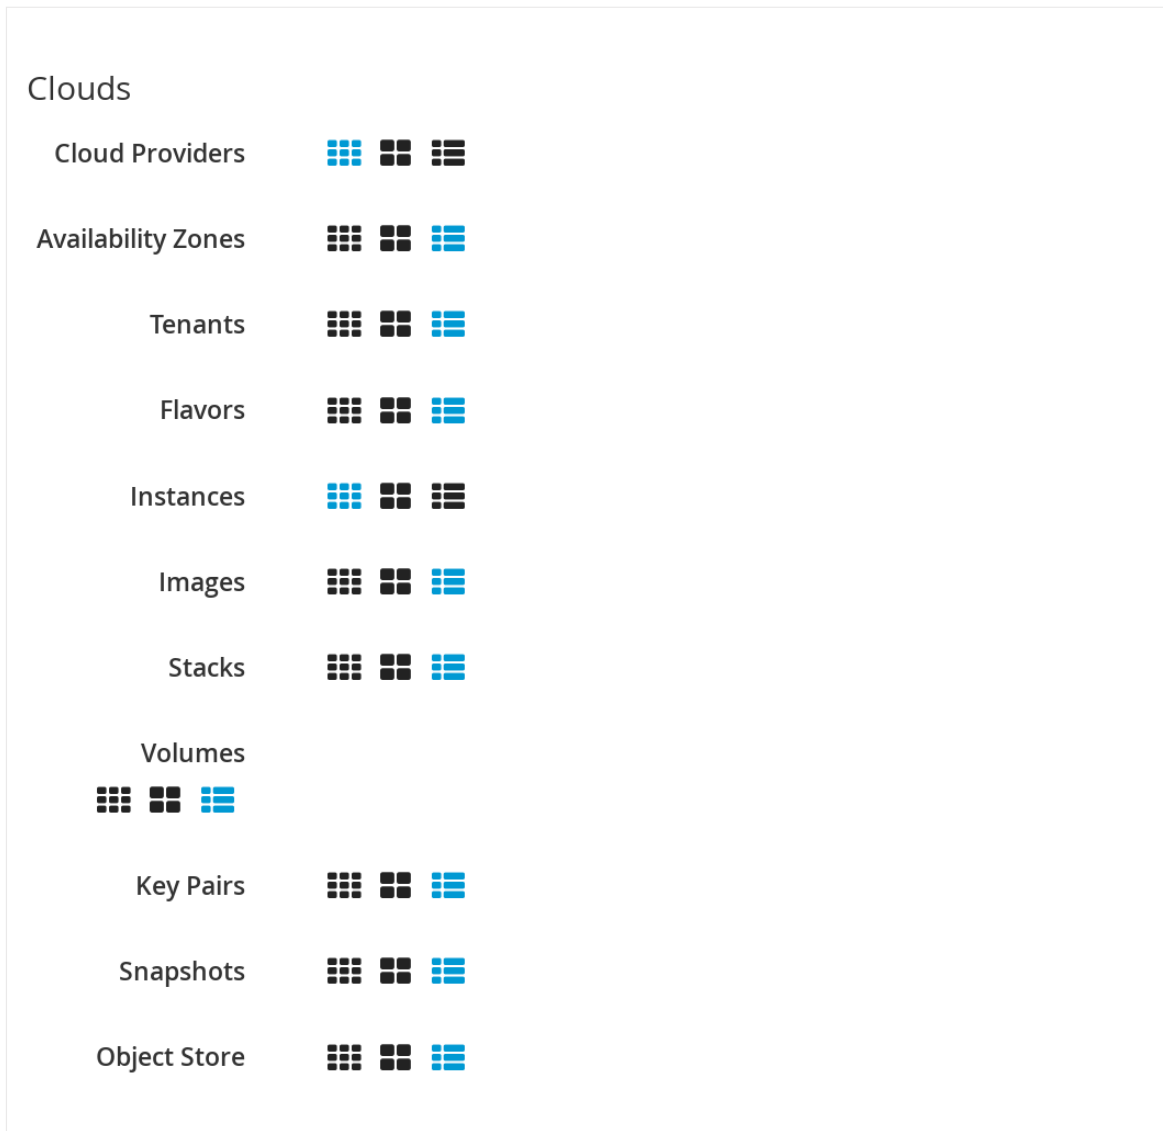 Clouds
Cloud Providers
Availability Zones
Tenants
Flavors
Instances
Images
Stacks
Volumes
Key Pairs
Snapshots
Object Store